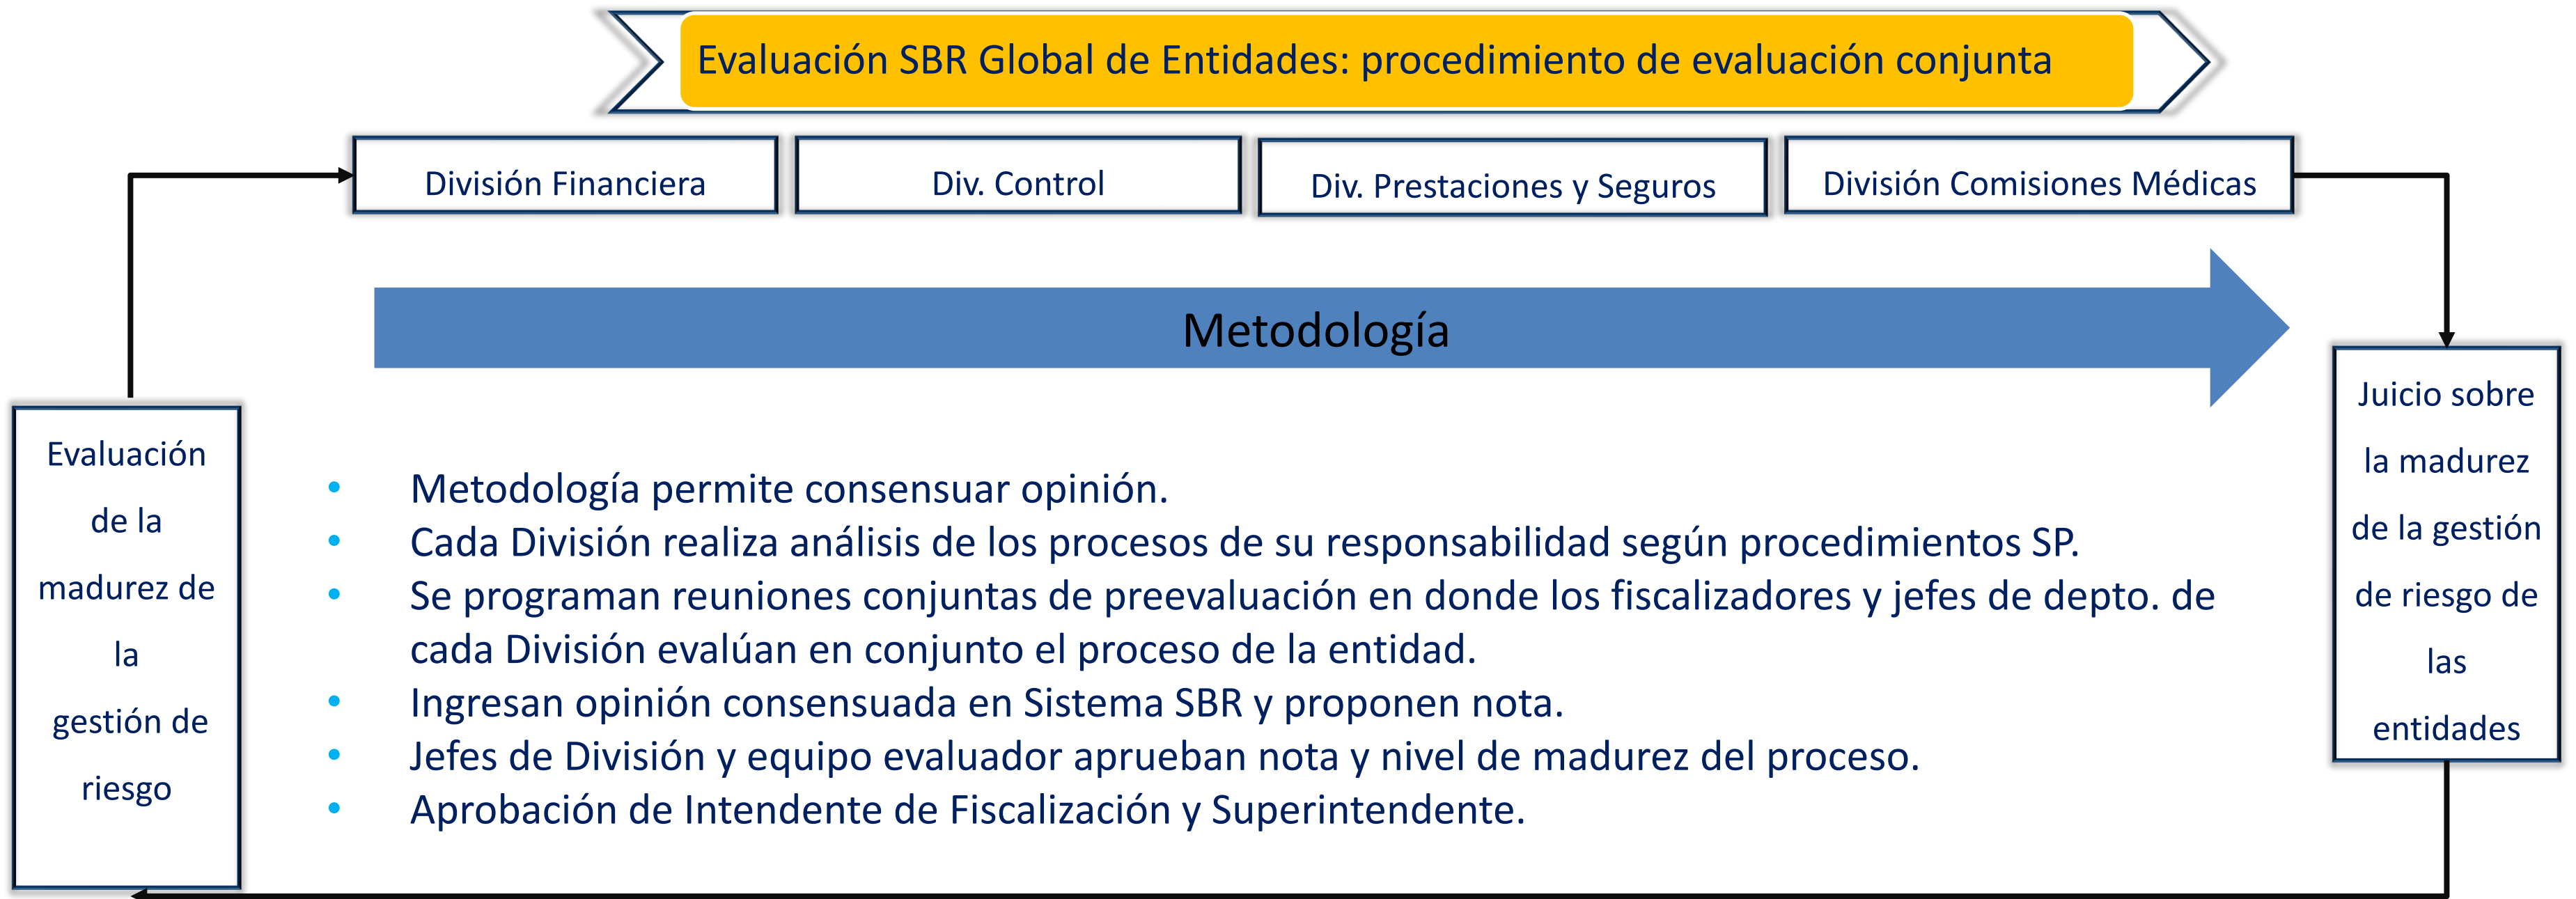 Evaluación SBR Global de Entidades: procedimiento de evaluación conjunta
División Financiera
Div. Control
Div. Prestaciones y Seguros
División Comisiones Médicas
Metodología
Evaluación
de la
madurez de
la
gestión de
riesgo
• Metodología permite consensuar opinión.
• Cada División realiza análisis de los procesos de su responsabilidad según procedimientos SP.
• Se programan reuniones conjuntas de preevaluación en donde los fiscalizadores y jefes de depto. de
cada División evalúan en conjunto el proceso de la entidad.
• Ingresan opinión consensuada en Sistema SBR y proponen nota.
• Jefes de División y equipo evaluador aprueban nota y nivel de madurez del proceso.
• Aprobación de Intendente de Fiscalización y Superintendente.
Juicio sobre
la madurez
de la gestión
de riesgo de
las
entidades